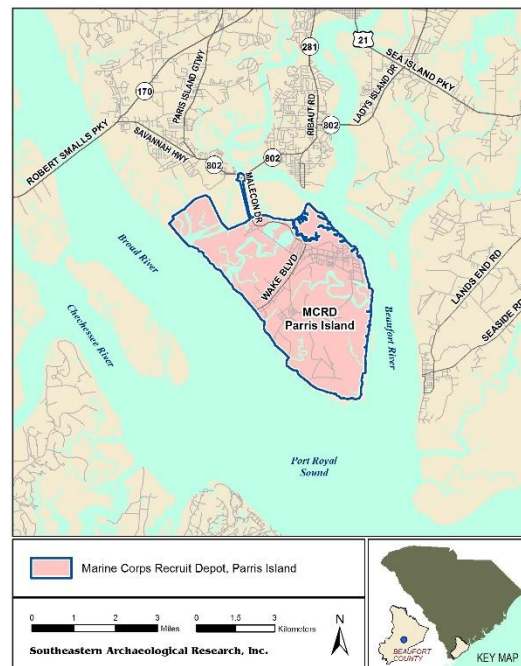 281
21
SEA ISLAND PKY
PARIS ISLAND GTWY
170
RIBAUT RD
LADYS ISLAND DR
802
ROBERT SMALLS PKY
SAVANNAH HWY
802
802
MALECON DR
Broad River
WAKE BLVD
LANDS END RD
MCRD
Parris Island
SEASIDE RD
Chechessee River
Beaufort River
Port Royal
Sound
Marine Corps Recruit Depot, Parris Island
0 1 2 3
Miles
0 1.5 3
Kilometers
N
Southeastern Archaeological Research, Inc.
BEAUFORT
COUNTY
KEY MAP